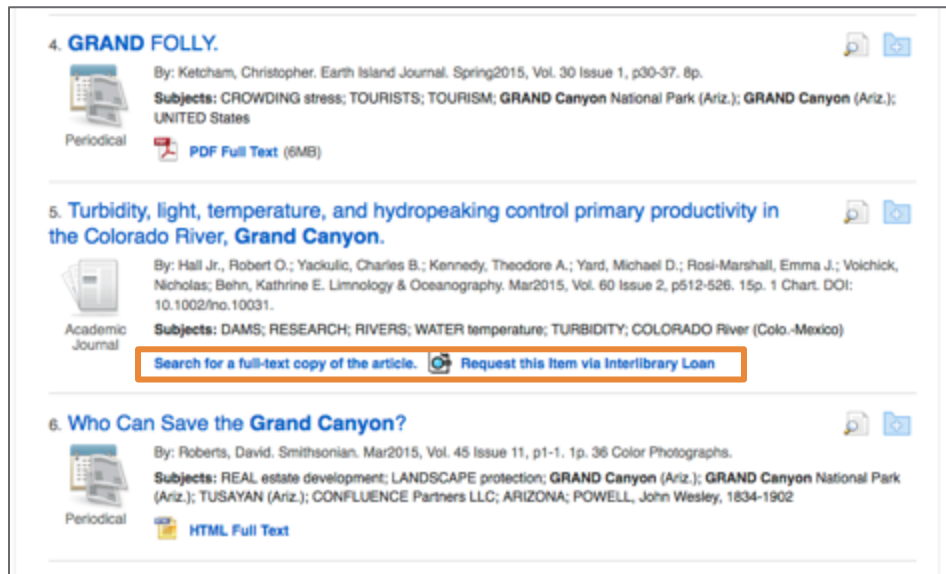 4. GRAND FOLLY.
By: Ketcham, Christopher. Earth Island Journal. Spring2015, Vol. 30 Issue 1, p30-37. 8p.
Subjects: CROWDING stress; TOURISTS; TOURISM; GRAND Canyon National Park (Ariz.); GRAND Canyon (Ariz.);
UNITED States
Periodical
PDF Full Text (6MB)
5. Turbidity, light, temperature, and hydropeaking control primary productivity in
the Colorado River, Grand Canyon.
By: Hall Jr., Robert O.; Yackulic, Charles B.; Kennedy, Theodore A.; Yard, Michael D.; Rosi-Marshall, Emma J.; Voichick,
Nicholas; Behn, Kathrine E. Limnology & Oceanography. Mar2015, Vol. 60 Issue 2, p512-526. 15p. 1 Chart. DOI:
10.1002/lno.10031.
Academic
Journal
Subjects: DAMS; RESEARCH; RIVERS; WATER temperature; TURBIDITY; COLORADO River (Colo.-Mexico)
Search for a full-text copy of the article. Request this Item via Interlibrary Loan
6. Who Can Save the Grand Canyon?
By: Roberts, David. Smithsonian. Mar2015, Vol. 45 Issue 11, p1-1. 1p. 36 Color Photographs.
Subjects: REAL estate development; LANDSCAPE protection; GRAND Canyon (Ariz.); GRAND Canyon National Park
(Ariz.); TUSAYAN (Ariz.); CONFLUENCE Partners LLC; ARIZONA; POWELL, John Wesley, 1834-1902
Periodical
HTML Full Text